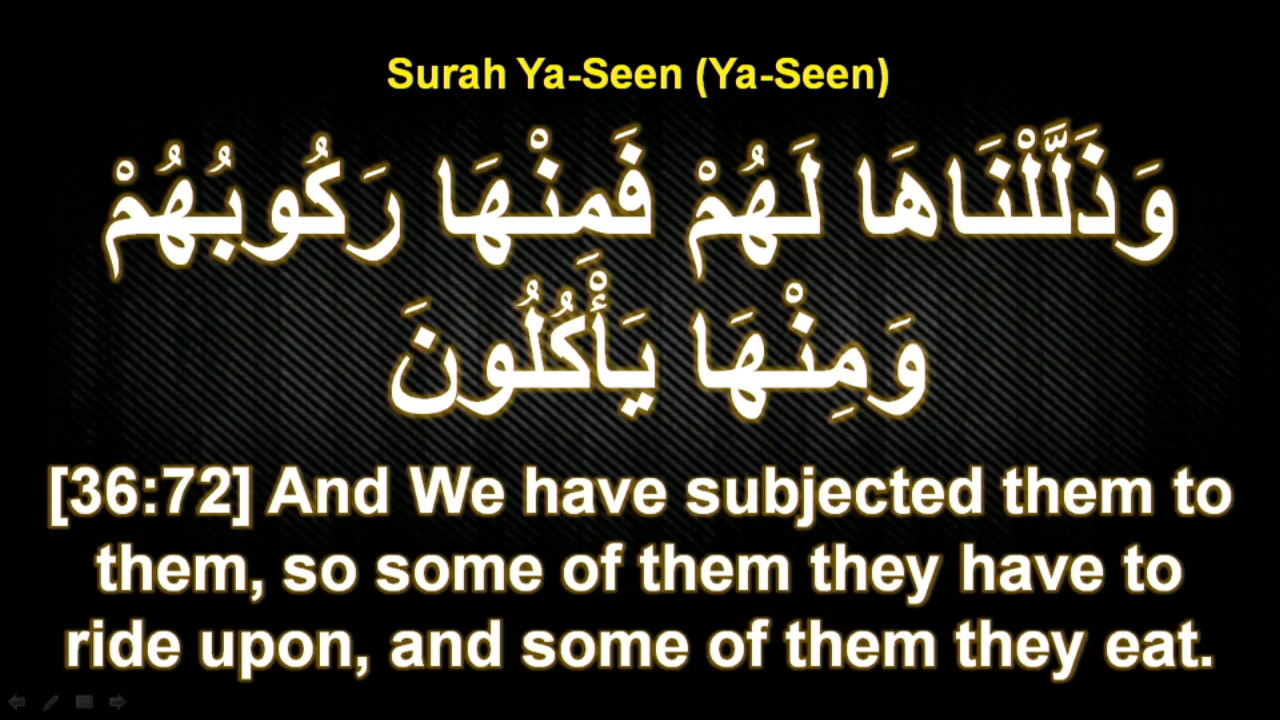 Surah Ya-Seen (Ya-Seen)
وَذَلَّلْنَاهَا لَهُمْ فَمِنْهَا رَكُوبُهُمْ
وَمِنْهَا يَأْكُلُونَ
[36:72] And We have subjected them to
them, so some of them they have to
ride upon, and some of them they eat.